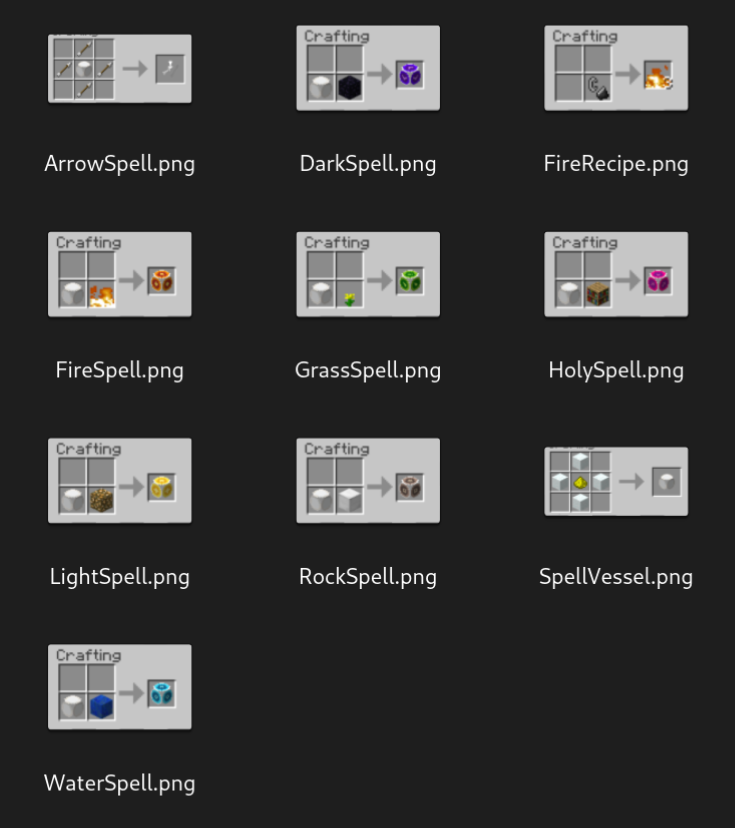 Crafting
Crafting
ArrowSpell.png
DarkSpell.png
FireRecipe.png
Crafting
Crafting
Crafting
FireSpell.png
GrassSpell.png
HolySpell.png
Crafting
Crafting
LightSpell.png
RockSpell.png
SpellVessel.png
Crafting
WaterSpell.png